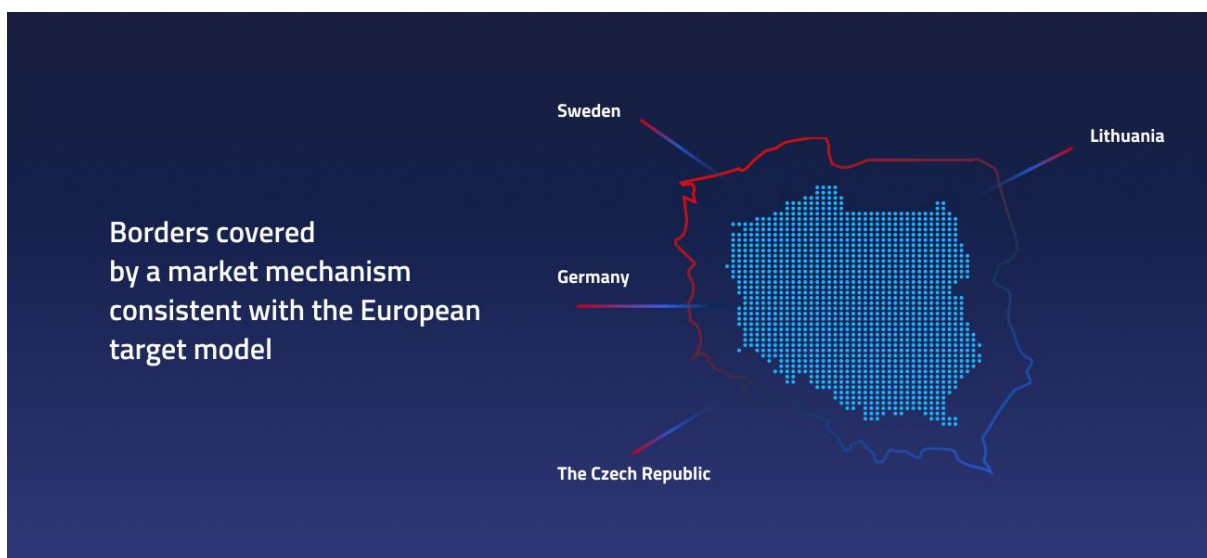 Sweden
Lithuania
Borders covered
by a market mechanism
consistent with the European
target model
Germany
The Czech Republic